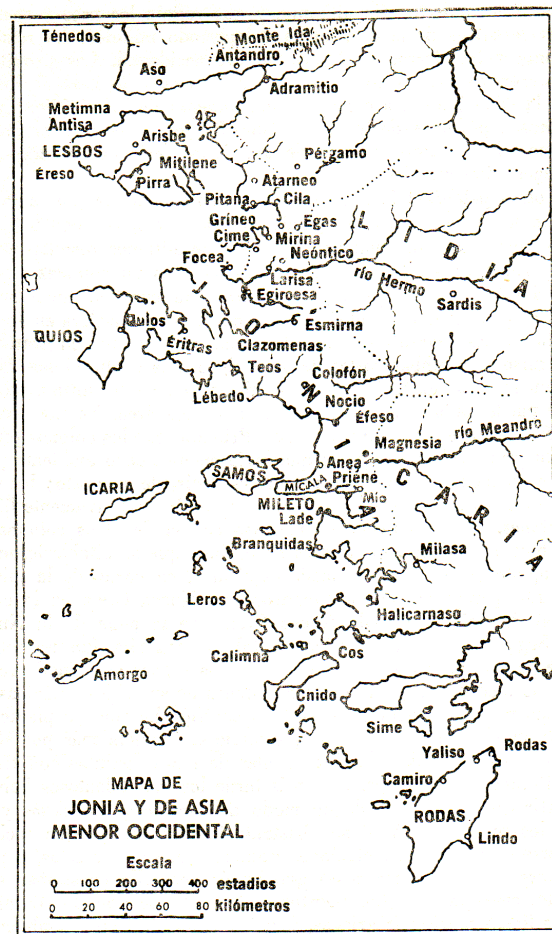 Ténedos
Monte Ida
Antandro
Aso
Adramitio
Metimna
Antisa
Arisbe
LESBOS
Mitilene
Pérgamo
Éreso
Pirra
Atarneo
Pitana
Cila
Gríneo
Egas
Cime
Mirina
Neóntico
Focea
Larisa
río Hermo
LIDIA
Egiroesa
Sardis
QUIOS
Quíos
Esmirna
Éritras
Clazomenas
Teos
Colofón
Lébedo
Nocio
JONIA
Éfeso
río Meandro
Magnesia
Anea
SAMOS
MICALA
Priene
ICARIA
Mio
CARIA
MILETO
Lade
Branquidas
Milasa
Leros
Halicarnaso
Calimna
Cos
Amorgo
Cnido
Sime
Yaliso
Rodas
Camiro
RODAS
Lindo
MAPA DE
JONIA Y DE ASIA
MENOR OCCIDENTAL
Escala
0 100 200 300 400 estadios
0 20 40 60 80 kilómetros